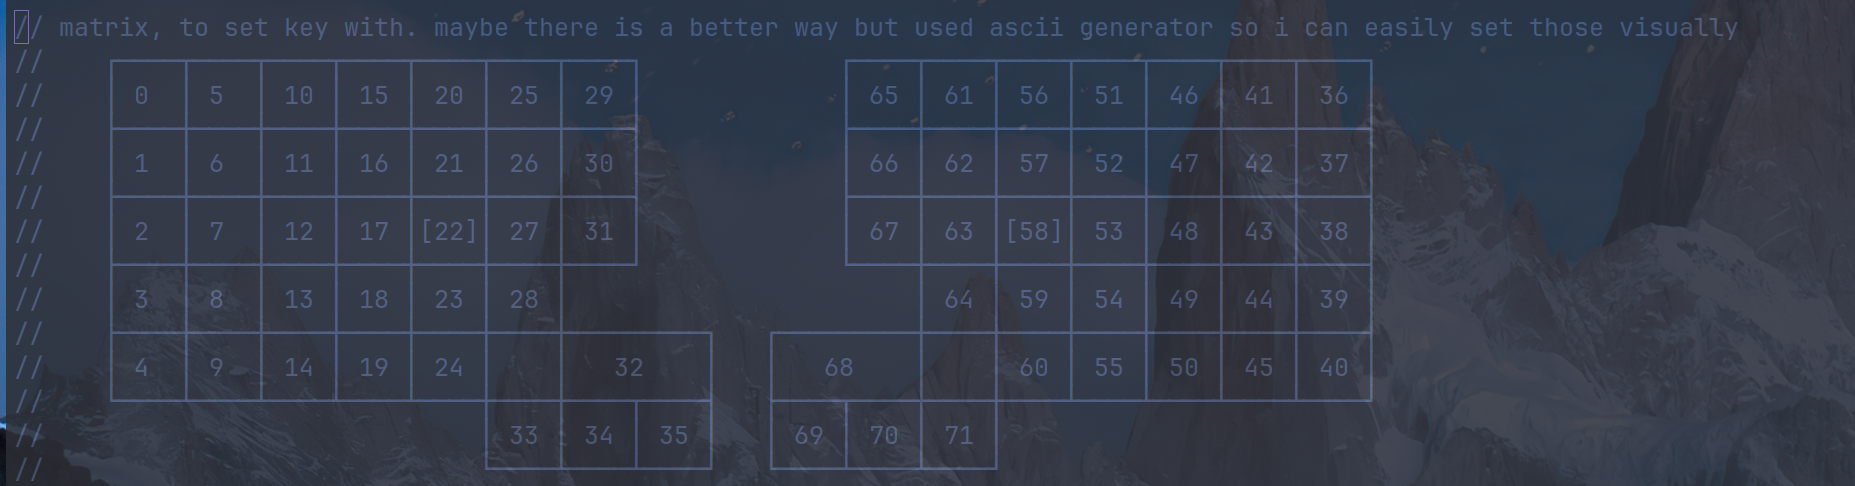 // matrix, to set key with. maybe there is a better way but used ascii generator so i can easily set those visually
//
// 0 5 10 15 20 25 29 65 61 56 51 46 41 36
//
// 1 6 11 16 21 26 30 66 62 57 52 47 42 37
//
// 2 7 12 17 [22] 27 31 67 63 [58] 53 48 43 38
//
// 3 8 13 18 23 28 64 59 54 49 44 39
//
// 4 9 14 19 24 32 68 60 55 50 45 40
//
// 33 34 35 69 70 71
//